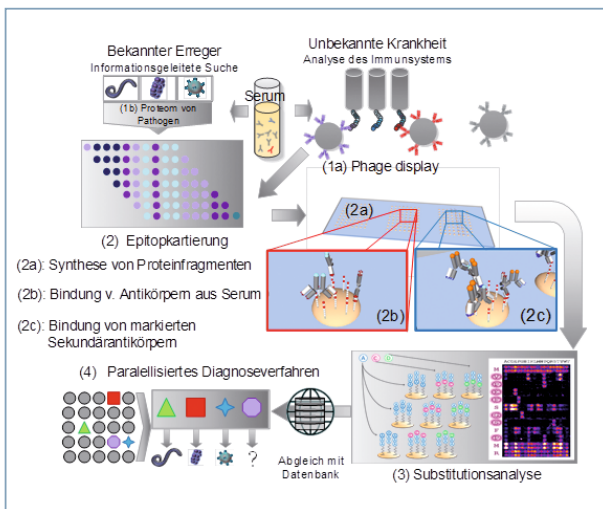 Bekannter Erreger
Informationsgeleitete Suche
(1b) Proteom von
Pathogen
Serum
Unbekannte Krankheit
Analyse des Immunsystems
(1a) Phage display
(2) Epitopkartierung
(2a): Synthese von Proteinfragmenten
(2b): Bindung v. Antikörpern aus Serum
(2c): Bindung von markierten
Sekundärantikörpern
(2a)
(2b)
(2c)
(4) Parallelisiertes Diagnoseverfahren
?
Abgleich mit
Datenbank
A
C
D
(3) Substitutionsanalyse